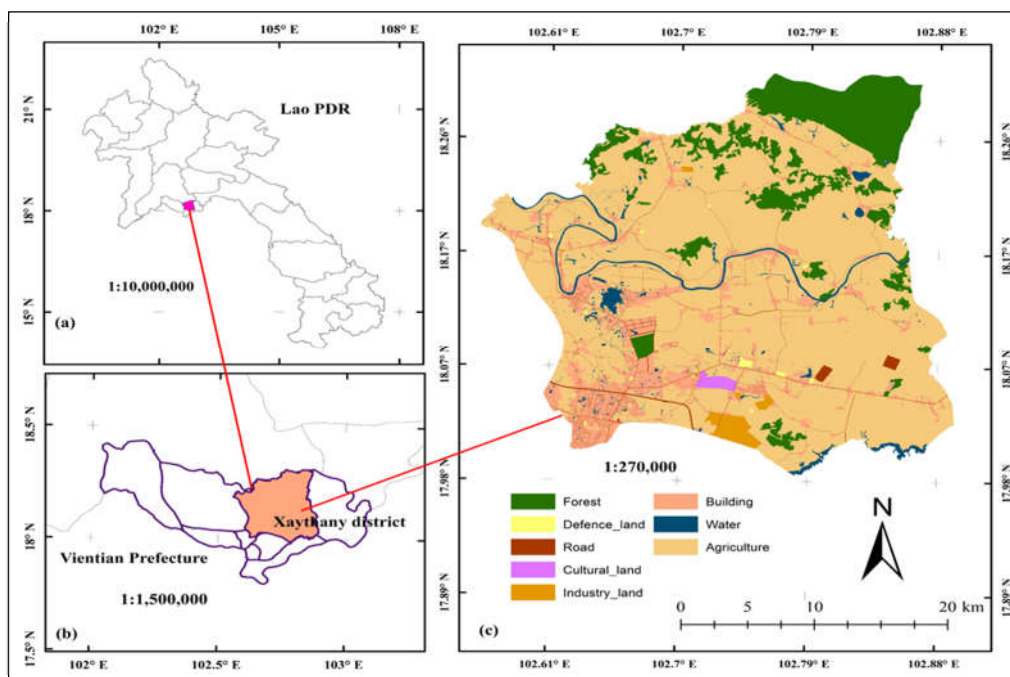 102° E 105° E 108° E
21° N
18° N
15° N
Lao PDR
1:10,000,000
(a)
18.5° N
18° N
17.5° N
Xaythany district
Vientian Prefecture
1:1,500,000
(b)
102° E 102.5° E 103° E
102.61° E 102.7° E 102.79° E 102.88° E
18.26° N 18.26° N
18.17° N 18.17° N
18.07° N 18.07° N
17.98° N 17.98° N
17.89° N 17.89° N
1:270,000
Forest
Defence_land
Road
Cultural_land
Industry_land
Building
Water
Agriculture
N
0 5 10 20 km
(c)
102.61° E 102.7° E 102.79° E 102.88° E